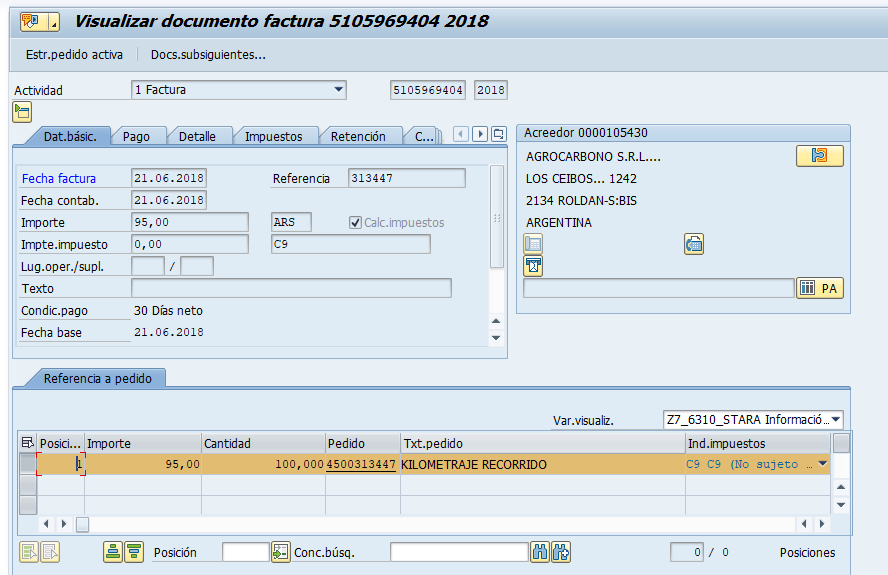 Visualizar documento factura 5105969404 2018
Estr.pedido activa Docs.subsiguientes...
Actividad 1 Factura 5105969404 2018
Dat.básic. Pago Detalle Impuestos Retención C...
Acreedor 0000105430
AGROCARBONO S.R.L....
LOS CEIBOS... 1242
2134 ROLDAN-S:BIS
ARGENTINA
PA
Fecha factura 21.06.2018 Referencia 313447
Fecha contab. 21.06.2018
Importe 95,00 ARS Calc.impuestos
Impte.impuesto 0,00 C9
Lug.oper./supl. /
Texto
Condic.pago 30 Días neto
Fecha base 21.06.2018
Referencia a pedido
Var.visualiz. Z7_6310_STARA Informació...
Posici... Importe Cantidad Pedido Txt.pedido Ind.impuestos
1 95,00 100,000 4500313447 KILOMETRAJE RECORRIDO C9 C9 (No sujeto …
Posición Conc.búsq. 0 / 0 Posiciones